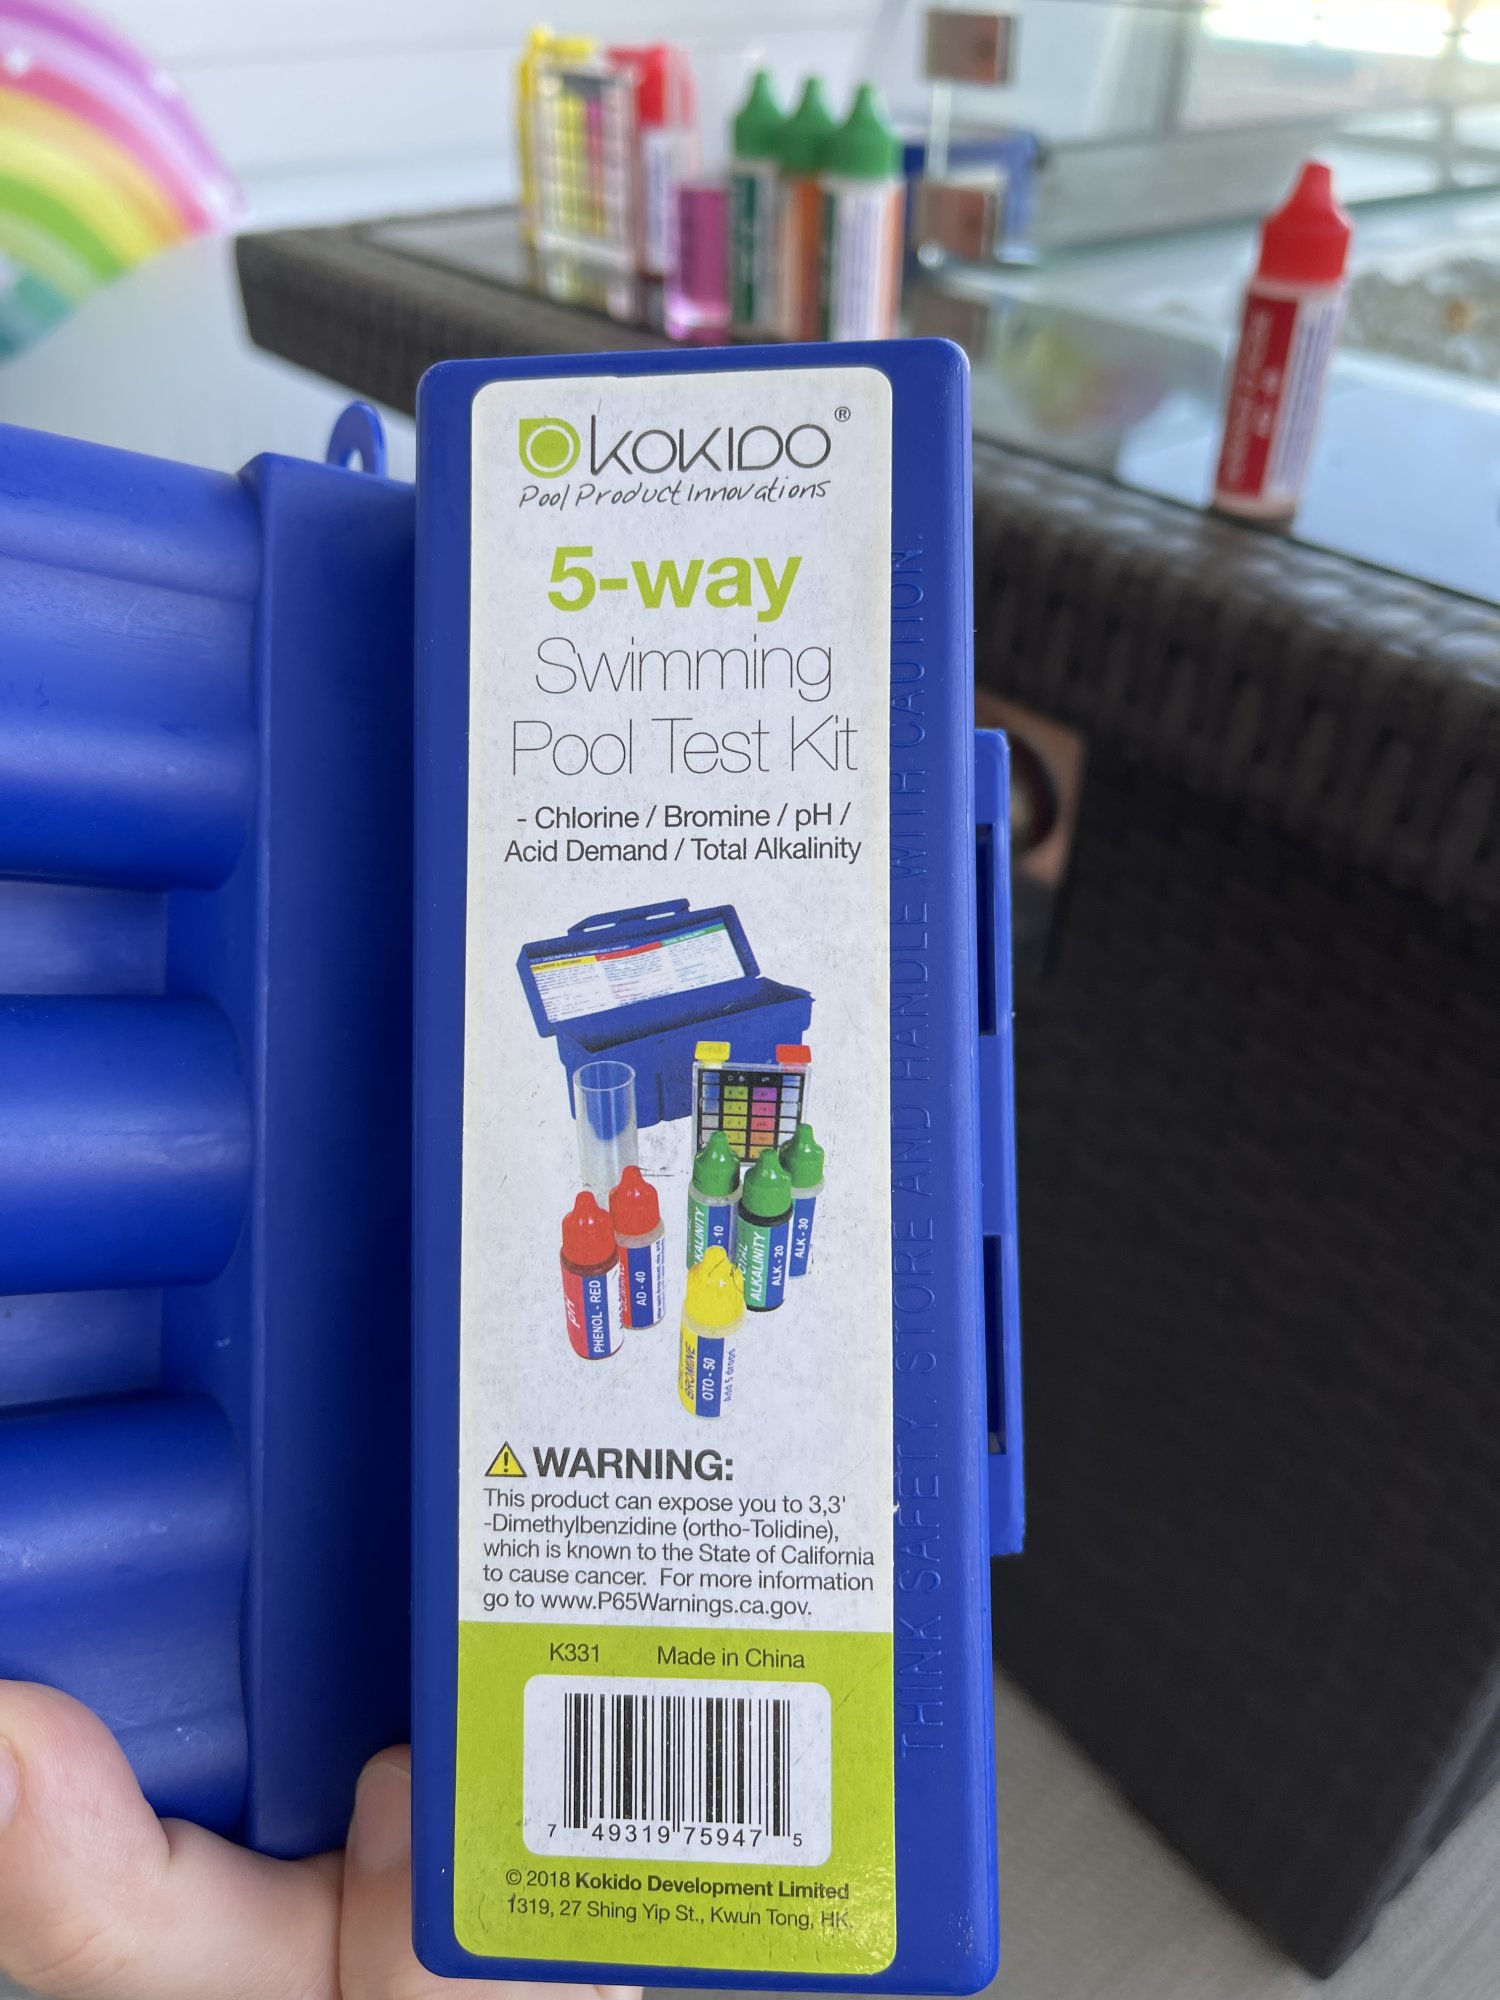 KOKIDO®
Pool Product Innovations
5-way
Swimming
Pool Test Kit
- Chlorine / Bromine / pH /
Acid Demand / Total Alkalinity
PHENOL - RED
AD - 40
ALKALINITY
ALK - 20
ALK - 30
BROMINE
OTO - 50
Add 5 drops
WARNING:
This product can expose you to 3,3'
-Dimethylbenzidine (ortho-Tolidine),
which is known to the State of California
to cause cancer. For more information
go to www.P65Warnings.ca.gov.
K331 Made in China
7 49319 75947 5
© 2018 Kokido Development Limited
1319, 27 Shing Yip St., Kwun Tong, HK.
THINK SAFETY. STORE AND HANDLE WITH CAUTION.